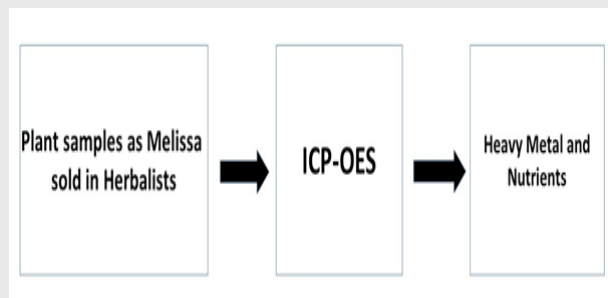 Plant samples as Melissa
sold in Herbalists
ICP-OES
Heavy Metal and
Nutrients